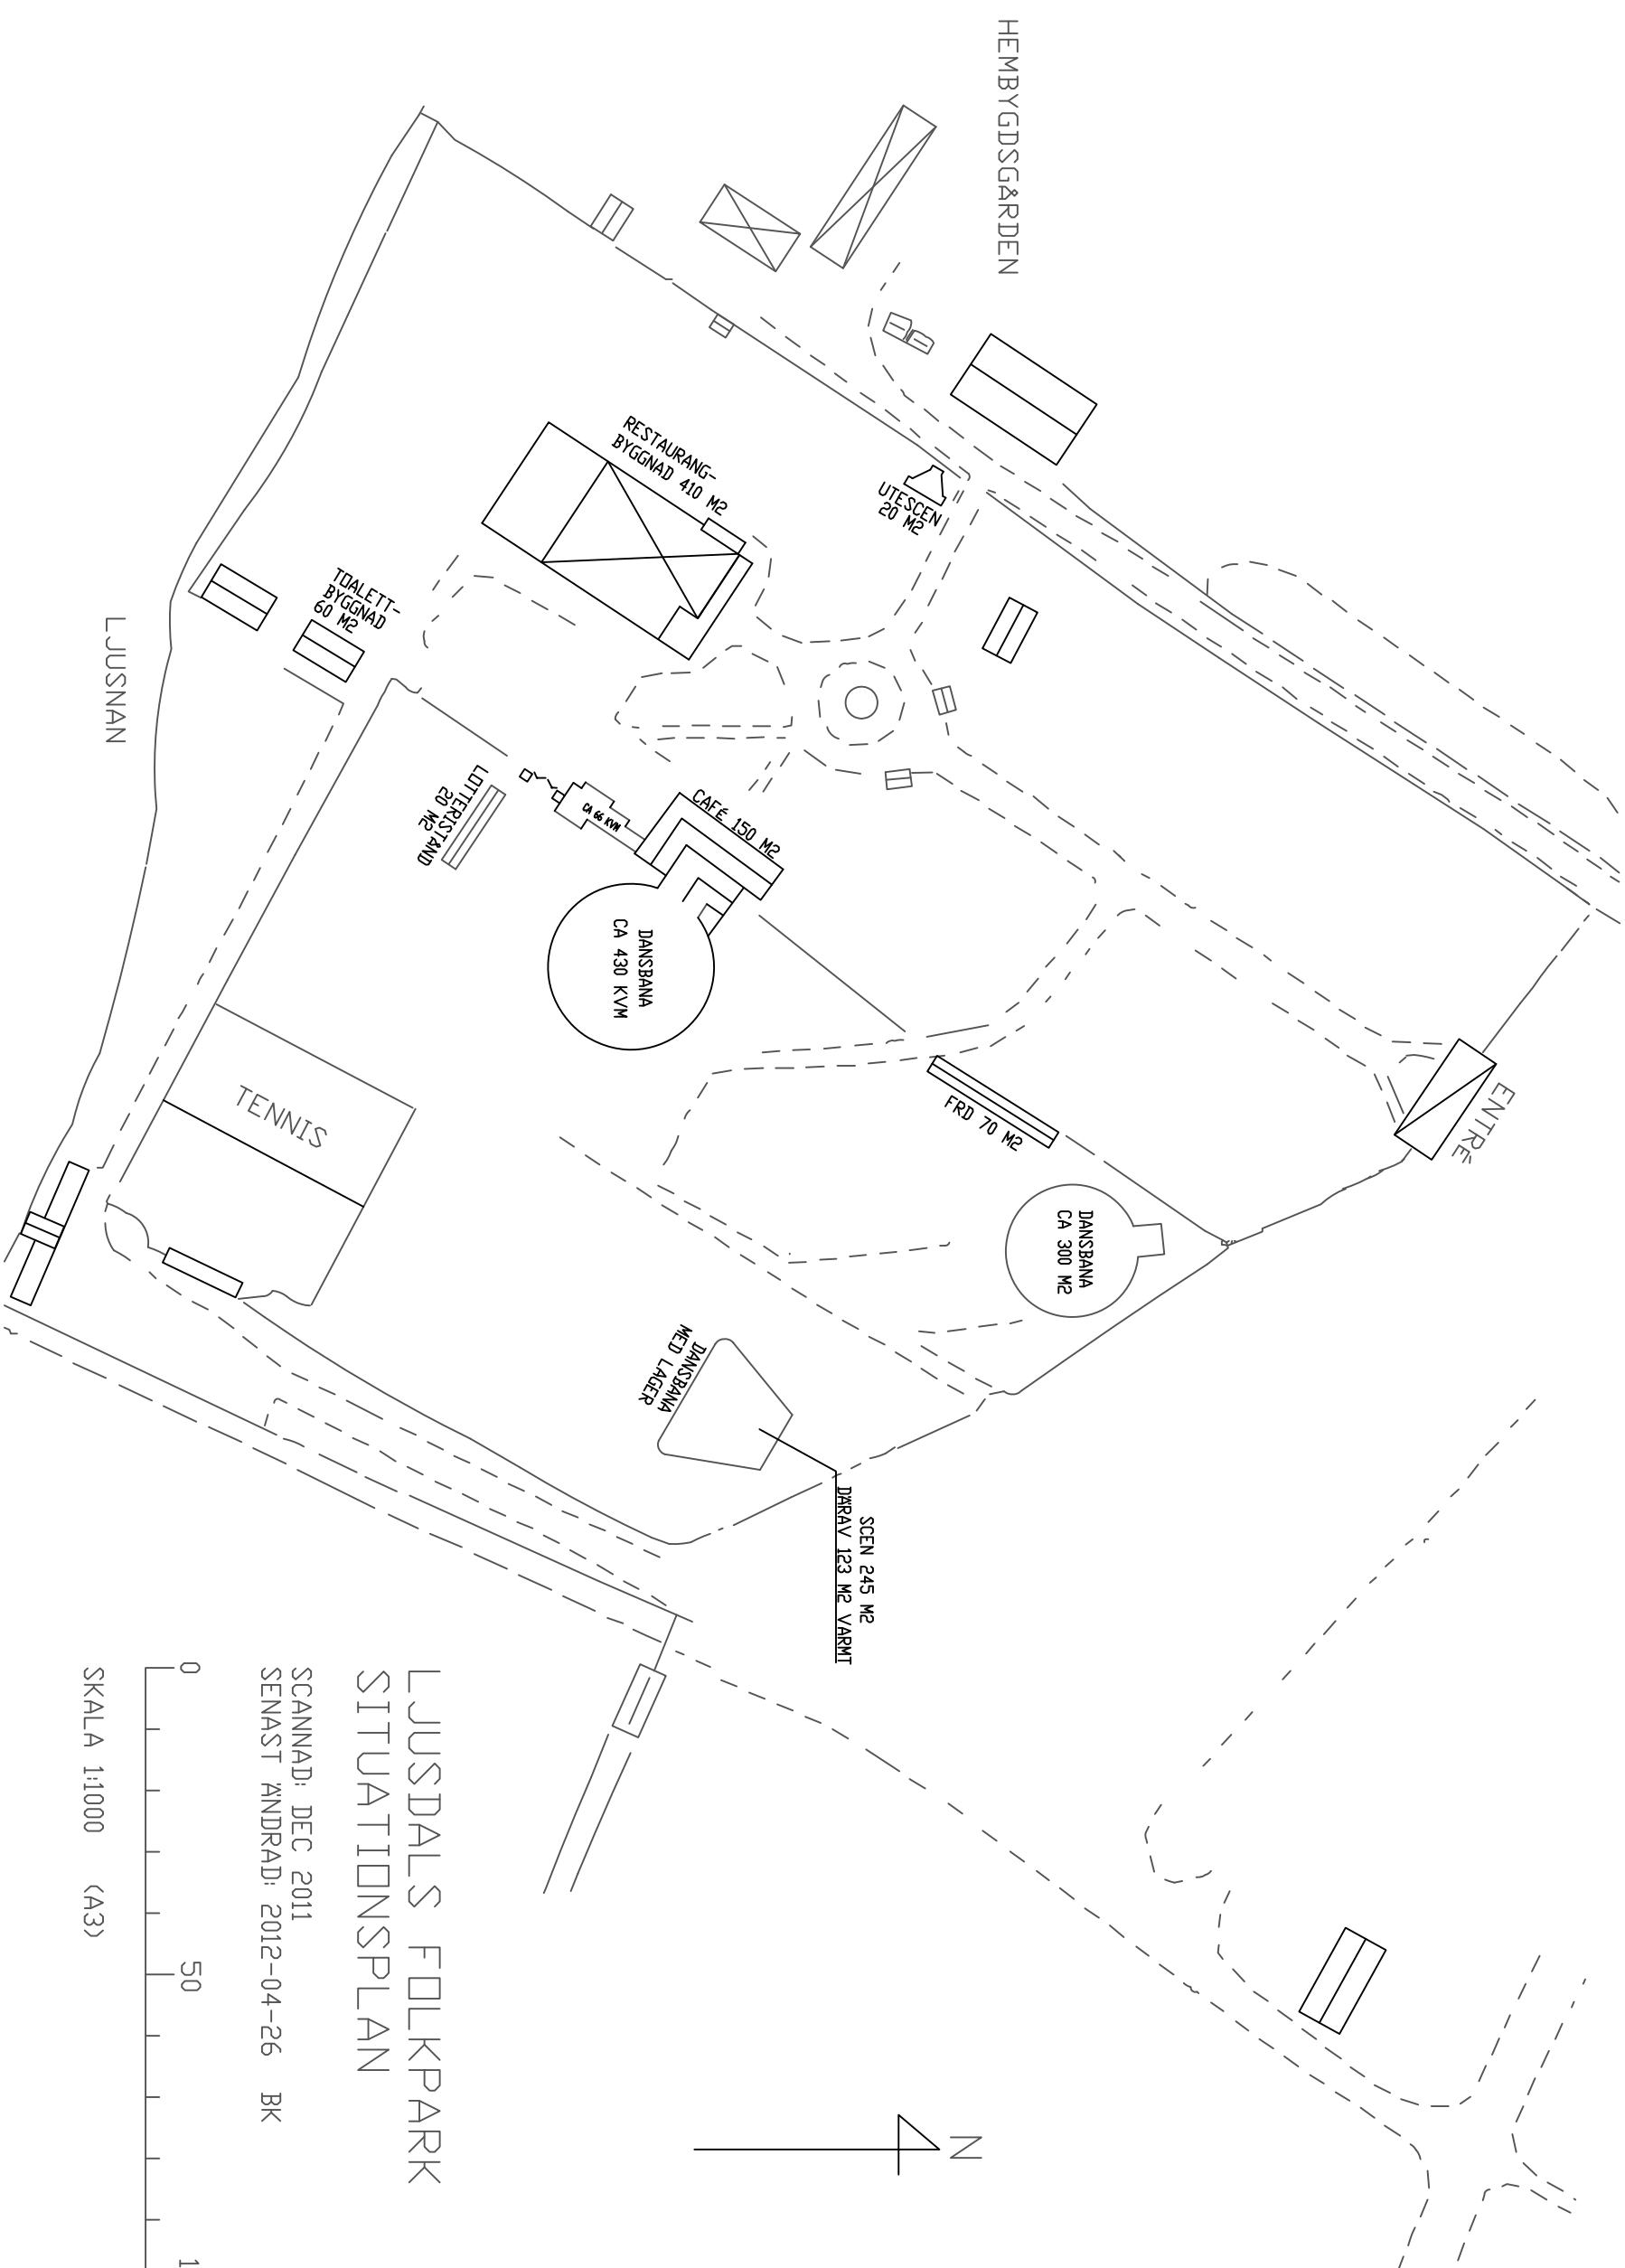 HEMBYGDSGÅRDEN
ENTRÉ
UTESCEN
20 M2
RESTAURANG-
BYGGNAD 410 M2
TOALETT-
BYGGNAD
60 M2
LJUSNAN
CAFÉ 150 M2
CA 66 KVM
LOTTERISTÅND
20 M2
DANSBANA
CA 430 KVM
FRD 70 M2
DANSBANA
CA 300 M2
TENNIS
DANSBANA
MED LAGER
SCEN 245 M2
DÄRAV 123 M2 VARMT
N
LJUSDALS FOLKPARK
SITUATIONSPLAN
SCANNAD: DEC 2011
SENAST ÄNDRAD: 2012-04-26 BK
0 50 1
SKALA 1:1000 (A3)